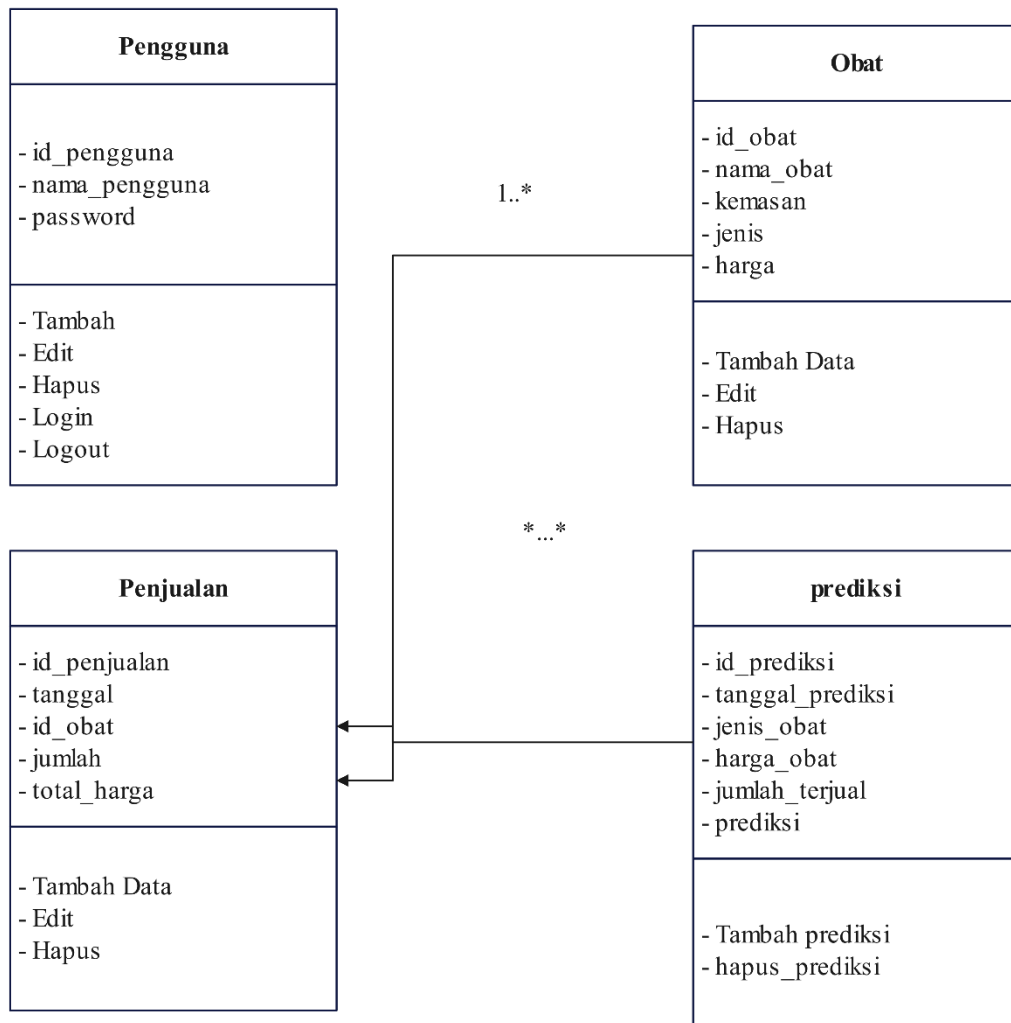 Pengguna
- id_pengguna
- nama_pengguna
- password
- Tambah
- Edit
- Hapus
- Login
- Logout
1..*
Obat
- id_obat
- nama_obat
- kemasan
- jenis
- harga
- Tambah Data
- Edit
- Hapus
*...*
Penjualan
- id_penjualan
- tanggal
- id_obat
- jumlah
- total_harga
- Tambah Data
- Edit
- Hapus
prediksi
- id_prediksi
- tanggal_prediksi
- jenis_obat
- harga_obat
- jumlah_terjual
- prediksi
- Tambah prediksi
- hapus_prediksi